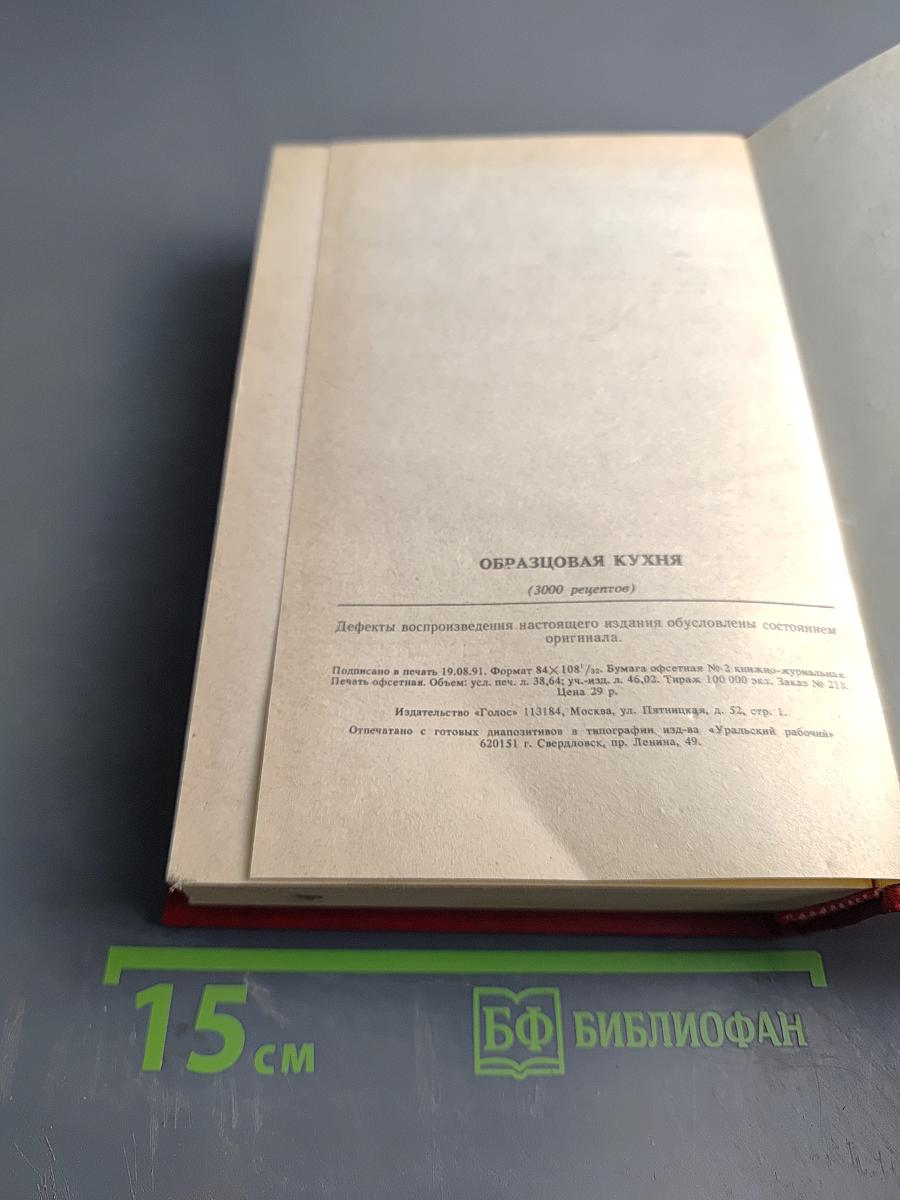 ОБРАЗЦОВАЯ КУХНЯ
(3000 рецептов)
Дефекты воспроизведения настоящего издания обусловлены состоянием
оригинала.
Подписано в печать 19.08.91. Формат 84×108¹/₃₂. Бумага офсетная № 2 книжно-журнальная.
Печать офсетная. Объем: усл. печ. л. 38,64; уч.-изд. л. 46,02. Тираж 100 000 экз. Заказ № 218.
Цена 29 р.
Издательство «Голос» 113184, Москва, ул. Пятницкая, д. 52, стр. 1.
Отпечатано с готовых диапозитивов в типографии изд-ва «Уральский рабочий»
620151 г. Свердловск, пр. Ленина, 49.
15 см
БФ БИБЛИОФАН